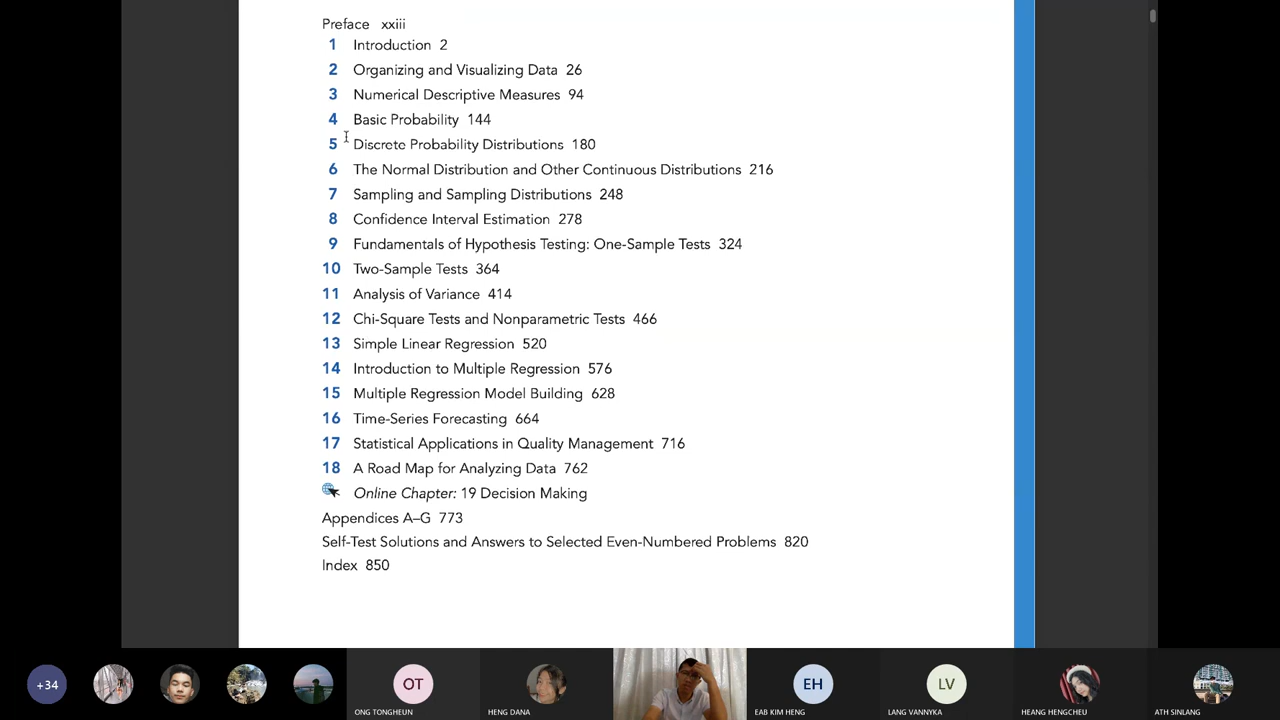 Preface xxiii
1 Introduction 2
2 Organizing and Visualizing Data 26
3 Numerical Descriptive Measures 94
4 Basic Probability 144
5 Discrete Probability Distributions 180
6 The Normal Distribution and Other Continuous Distributions 216
7 Sampling and Sampling Distributions 248
8 Confidence Interval Estimation 278
9 Fundamentals of Hypothesis Testing: One-Sample Tests 324
10 Two-Sample Tests 364
11 Analysis of Variance 414
12 Chi-Square Tests and Nonparametric Tests 466
13 Simple Linear Regression 520
14 Introduction to Multiple Regression 576
15 Multiple Regression Model Building 628
16 Time-Series Forecasting 664
17 Statistical Applications in Quality Management 716
18 A Road Map for Analyzing Data 762
Online Chapter: 19 Decision Making
Appendices A–G 773
Self-Test Solutions and Answers to Selected Even-Numbered Problems 820
Index 850
+34
OT
EH
LV
ONG TONGHEUN
HENG DANA
EAB KIM HENG
LANG VANNYKA
HEANG HENGCHEU
ATH SINLANG